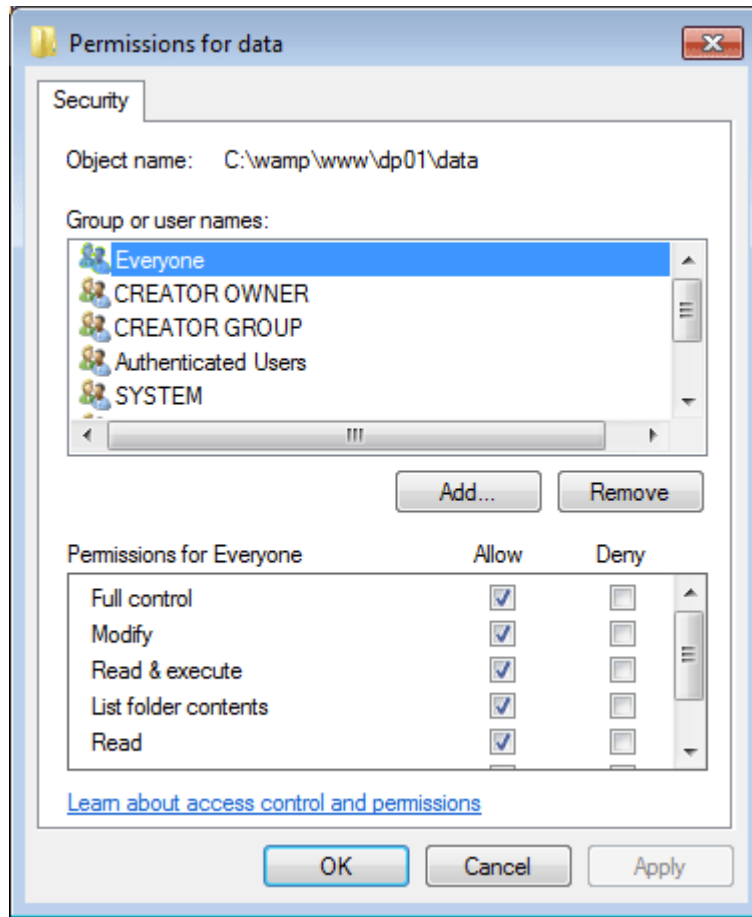 Permissions for data
Security
Object name: C:\wamp\www\dp01\data
Group or user names:
Everyone
CREATOR OWNER
CREATOR GROUP
Authenticated Users
SYSTEM
Add... Remove
Permissions for Everyone Allow Deny
Full control
Modify
Read & execute
List folder contents
Read
Learn about access control and permissions
OK Cancel Apply